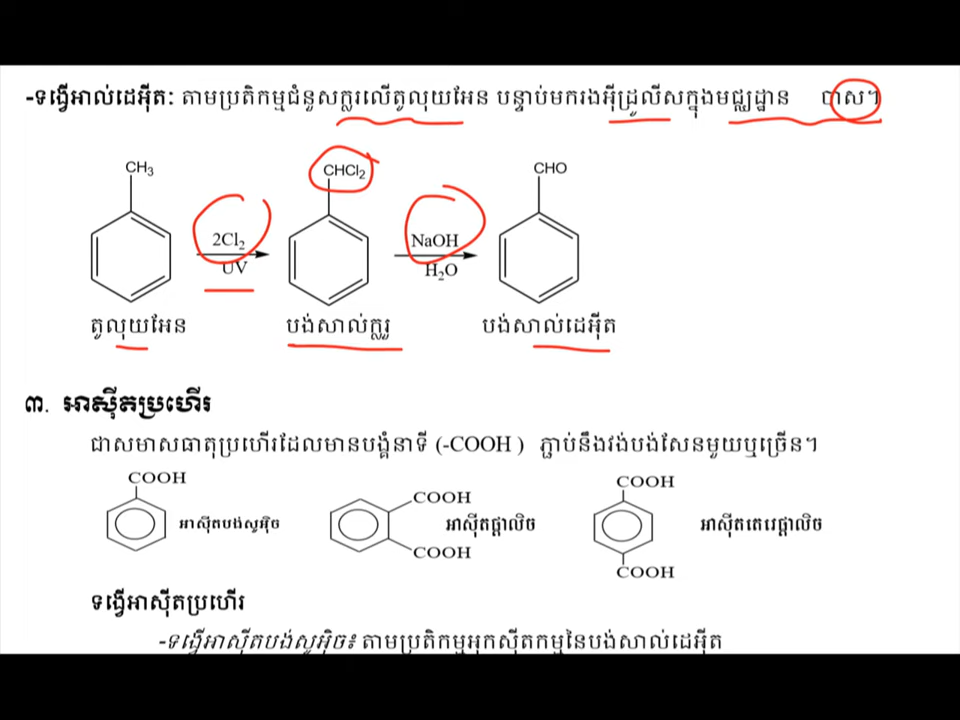 -ទង្វើអាល់ដេអ៊ីត: តាមប្រតិកម្មជំនួសក្លរលើតូលុយអែន បន្ទាប់មករងអ៊ីដ្រូលីសក្នុងមជ្ឈដ្ឋាន បាស។
CH3 CHCl2 CHO
2Cl2 NaOH
UV H2O
តូលុយអែន បង់សាល់ក្លរួ បង់សាល់ដេអ៊ីត
៣. អាស៊ីតប្រហើរ
ជាសមាសធាតុប្រហើរដែលមានបង្គំនាទី (-COOH ) ភ្ជាប់នឹងវង់បង់សែនមួយឬច្រើន។
COOH COOH COOH
អាស៊ីតបង់សូអ៊ិច អាស៊ីតផ្តាលិច អាស៊ីតតេរេផ្តាលិច
COOH COOH
ទង្វើអាស៊ីតប្រហើរ
-ទង្វើអាស៊ីតបង់សូអ៊ិច៖ តាមប្រតិកម្មអុកស៊ីតកម្មនៃបង់សាល់ដេអ៊ីត